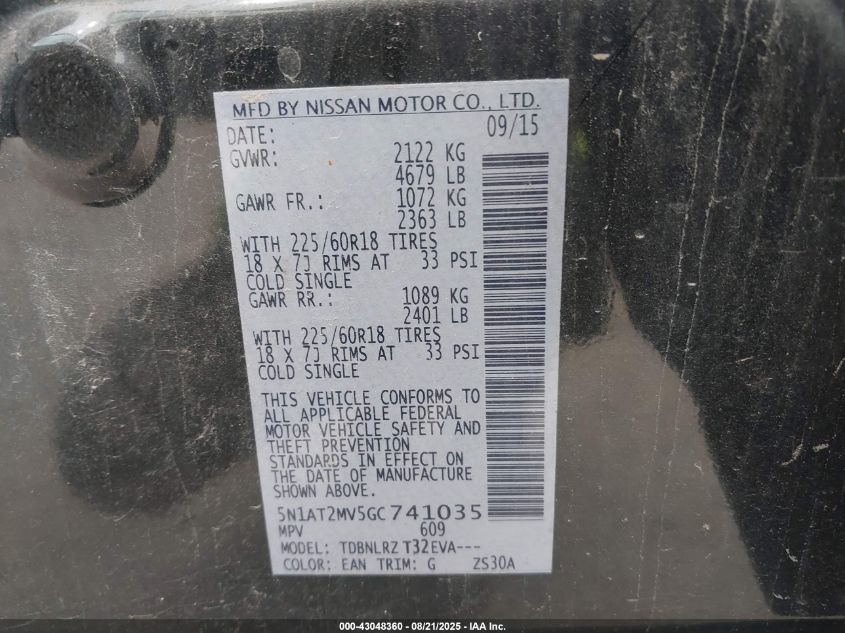 MFD BY NISSAN MOTOR CO., LTD.
DATE: 09/15
GVWR: 2122 KG
4679 LB
GAWR FR.: 1072 KG
2363 LB
WITH 225/60R18 TIRES
18 X 7J RIMS AT 33 PSI
COLD SINGLE
GAWR RR.: 1089 KG
2401 LB
WITH 225/60R18 TIRES
18 X 7J RIMS AT 33 PSI
COLD SINGLE
THIS VEHICLE CONFORMS TO
ALL APPLICABLE FEDERAL
MOTOR VEHICLE SAFETY AND
THEFT PREVENTION
STANDARDS IN EFFECT ON
THE DATE OF MANUFACTURE
SHOWN ABOVE.
5N1AT2MV5GC741035
MPV 609
MODEL: TDBNLRZ T32EVA---
COLOR: EAN TRIM: G ZS30A
000-43048360 - 08/21/2025 - IAA Inc.